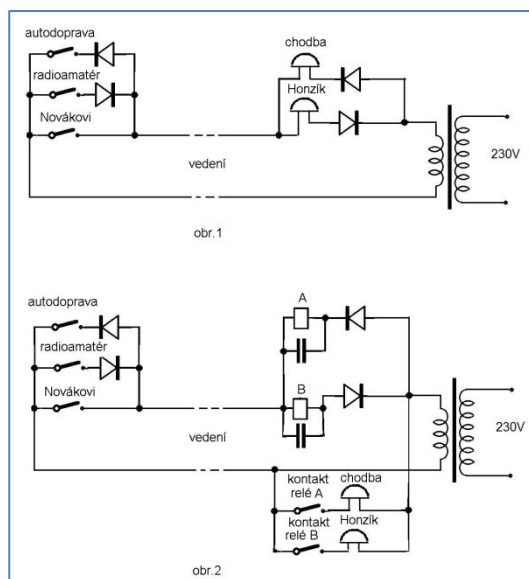 autodoprava
radioamatér
Novákovi
chodba
Honzík
vedení
230V
obr.1
autodoprava
radioamatér
Novákovi
A
B
vedení
230V
kontakt
relé A
chodba
kontakt
relé B
Honzík
obr.2